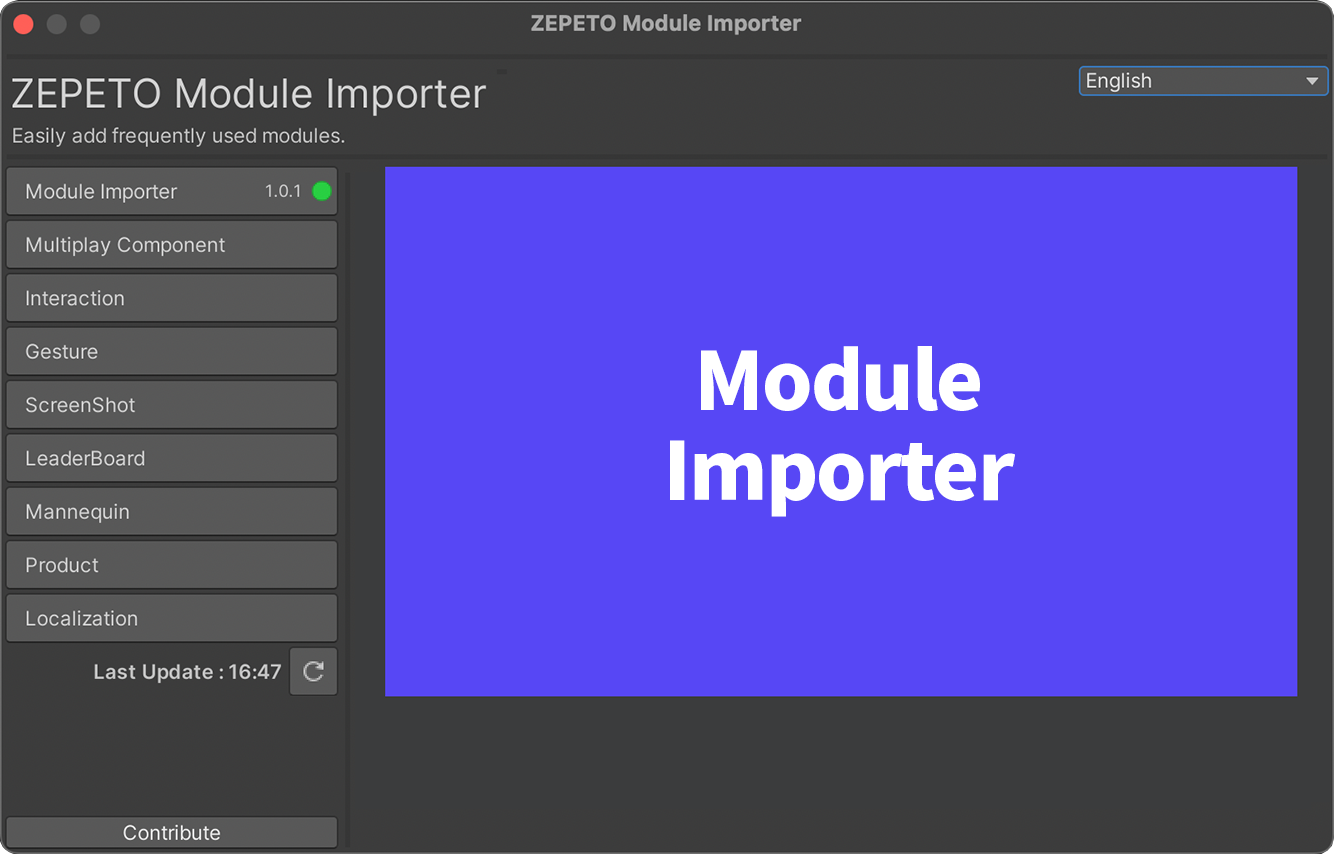 ZEPETO Module Importer
ZEPETO Module Importer
English
Easily add frequently used modules.
Module Importer 1.0.1
Multiplay Component
Interaction
Gesture
ScreenShot
LeaderBoard
Mannequin
Product
Localization
Last Update : 16:47
Contribute
Module
Importer